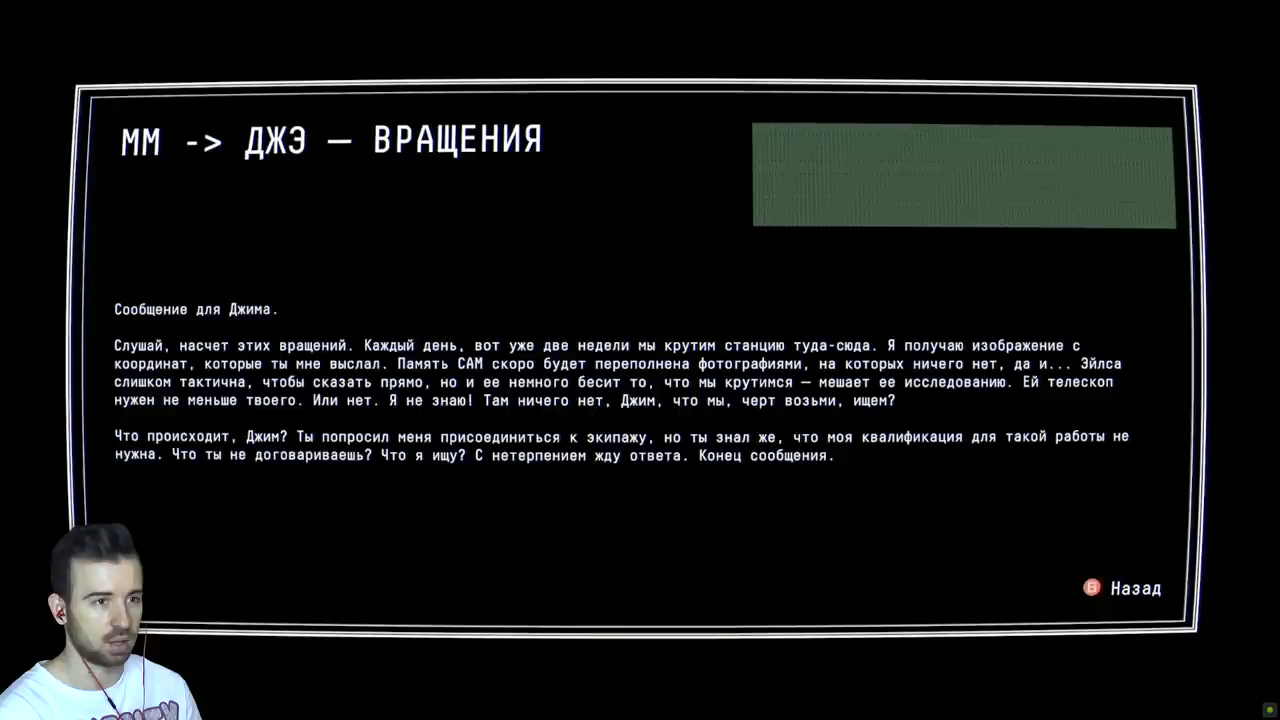 ММ -> ДЖЭ — ВРАЩЕНИЯ
Сообщение для Джима.
Слушай, насчет этих вращений. Каждый день, вот уже две недели мы крутим станцию туда-сюда. Я получаю изображение с
координат, которые ты мне выслал. Память САМ скоро будет переполнена фотографиями, на которых ничего нет, да и... Эйлса
слишком тактична, чтобы сказать прямо, но и ее немного бесит то, что мы крутимся — мешает ее исследованию. Ей телескоп
нужен не меньше твоего. Или нет. Я не знаю! Там ничего нет, Джим, что мы, черт возьми, ищем?
Что происходит, Джим? Ты попросил меня присоединиться к экипажу, но ты знал же, что моя квалификация для такой работы не
нужна. Что ты не договариваешь? Что я ищу? С нетерпением жду ответа. Конец сообщения.
Назад